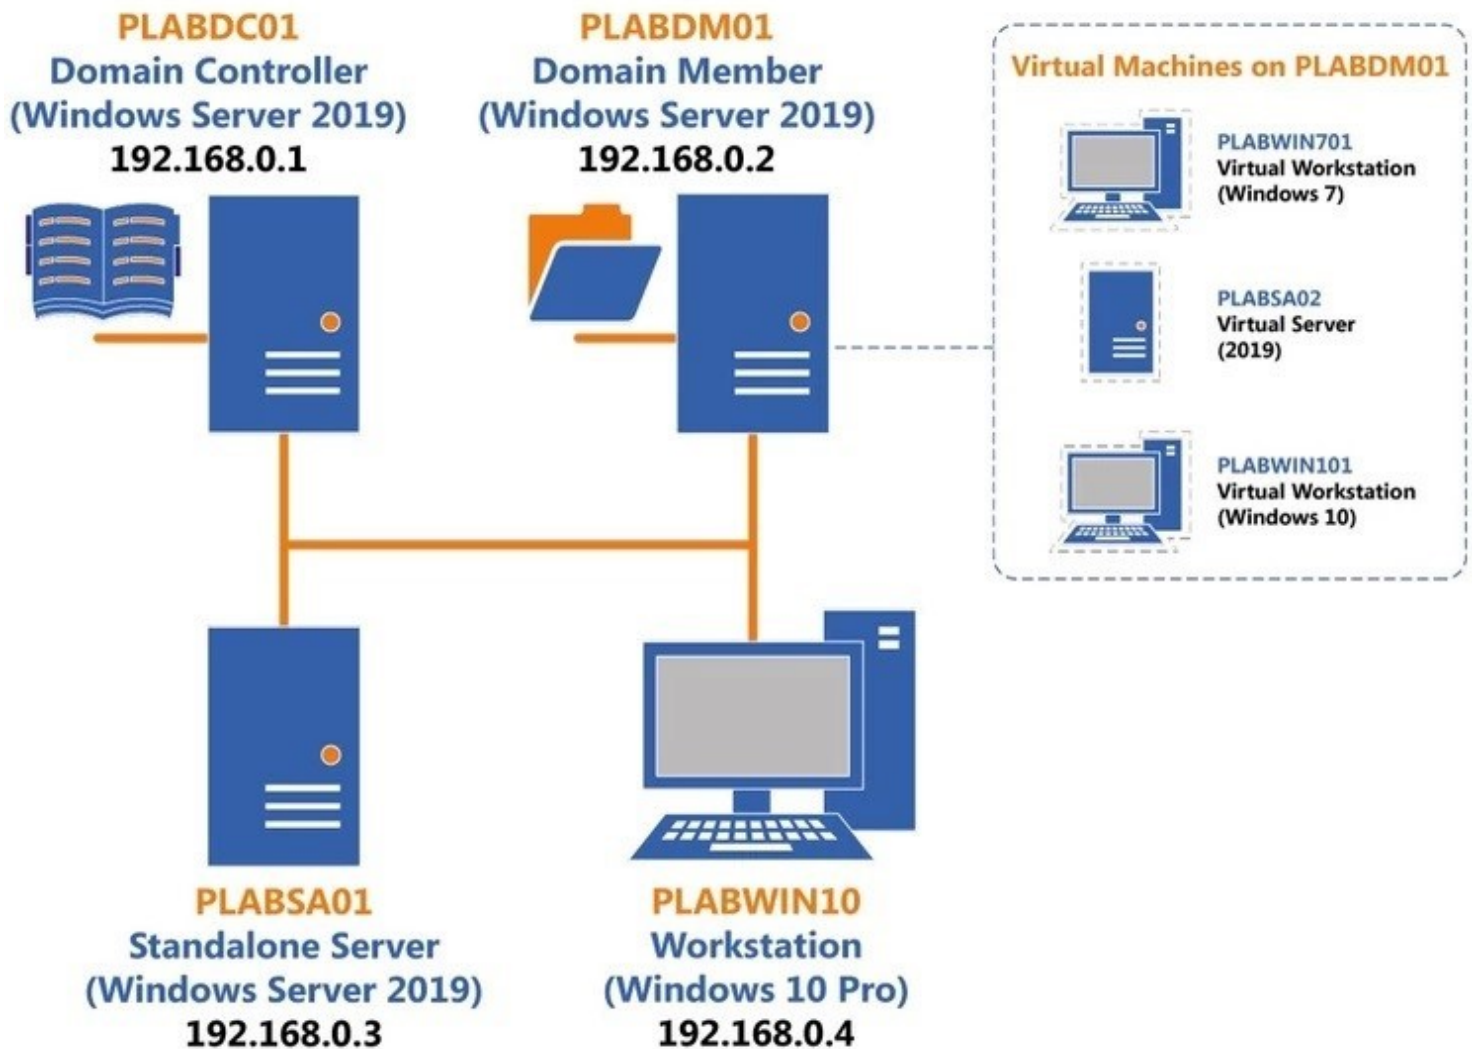 PLABDC01
Domain Controller
(Windows Server 2019)
192.168.0.1
PLABDM01
Domain Member
(Windows Server 2019)
192.168.0.2
Virtual Machines on PLABDM01
PLABWIN701
Virtual Workstation
(Windows 7)
PLABSA02
Virtual Server
(2019)
PLABWIN101
Virtual Workstation
(Windows 10)
PLABSA01
Standalone Server
(Windows Server 2019)
192.168.0.3
PLABWIN10
Workstation
(Windows 10 Pro)
192.168.0.4